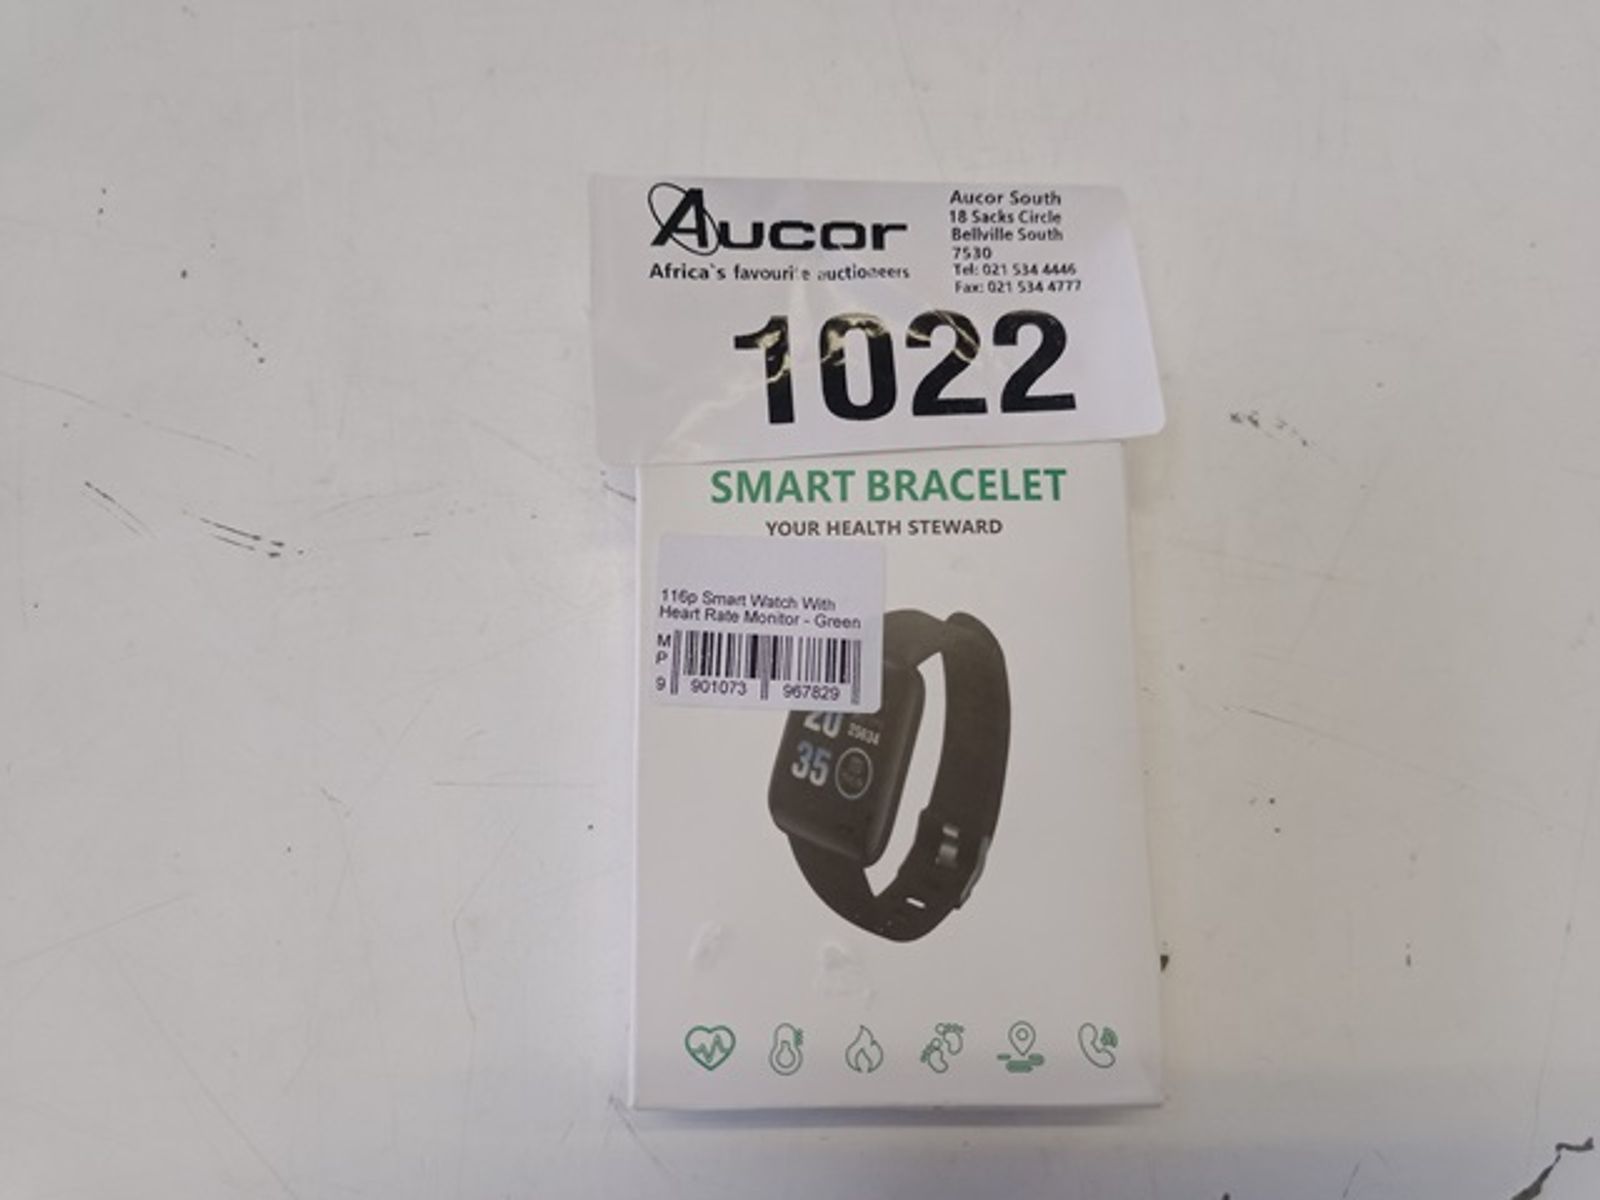 Aucor
Africa's favourite auctioneers
Aucor South
18 Sacks Circle
Bellville South
7530
Tel: 021 534 4446
Fax: 021 534 4777
1022
SMART BRACELET
YOUR HEALTH STEWARD
116p Smart Watch With
Heart Rate Monitor - Green
M
P
9 901073 967829
20
25634
35